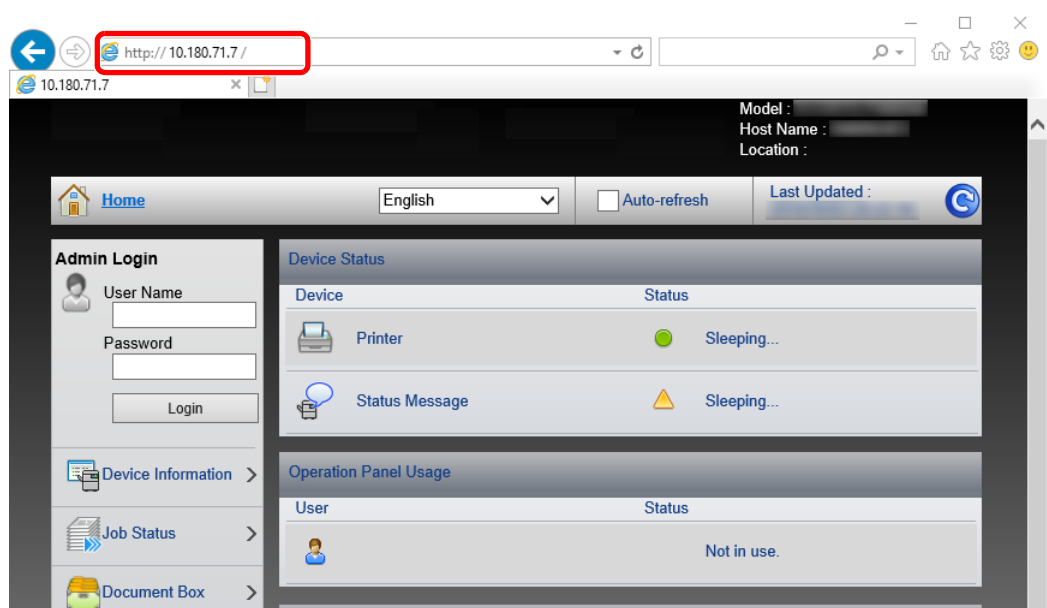 http:// 10.180.71.7 /
10.180.71.7
Model :
Host Name :
Location :
Home
English
Auto-refresh
Last Updated :
Admin Login
User Name
Password
Login
Device Information
Job Status
Document Box
Device Status
Device Status
Printer Sleeping...
Status Message Sleeping...
Operation Panel Usage
User Status
Not in use.